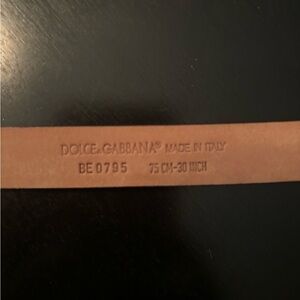 DOLCE&GABBANA® MADE IN ITALY
BE0795 75 CM-30 INCH